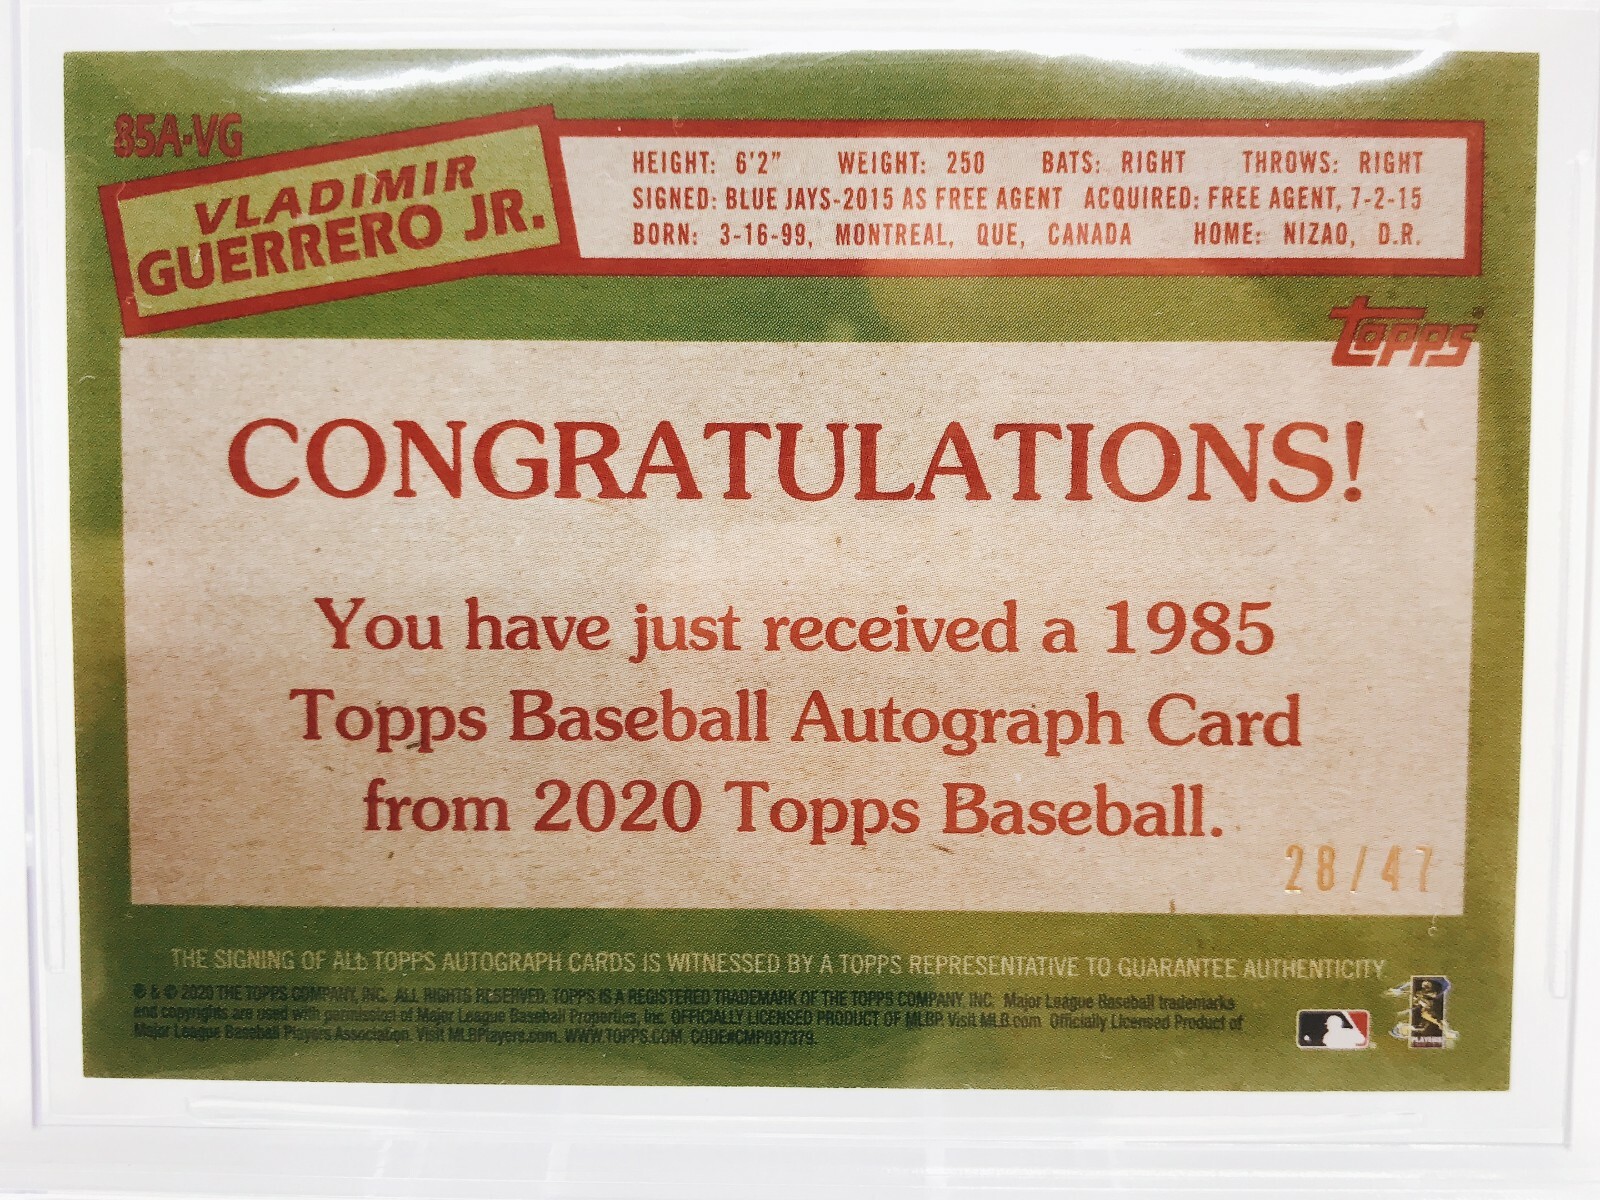 85A-VG
VLADIMIR
GUERRERO JR.
HEIGHT: 6'2" WEIGHT: 250 BATS: RIGHT THROWS: RIGHT
SIGNED: BLUE JAYS-2015 AS FREE AGENT ACQUIRED: FREE AGENT, 7-2-15
BORN: 3-16-99, MONTREAL, QUE, CANADA HOME: NIZAO, D.R.
topps®
CONGRATULATIONS!
You have just received a 1985
Topps Baseball Autograph Card
from 2020 Topps Baseball.
28/47
THE SIGNING OF ALL TOPPS AUTOGRAPH CARDS IS WITNESSED BY A TOPPS REPRESENTATIVE TO GUARANTEE AUTHENTICITY.
® & © 2020 THE TOPPS COMPANY, INC. ALL RIGHTS RESERVED. TOPPS IS A REGISTERED TRADEMARK OF THE TOPPS COMPANY, INC. Major League Baseball trademarks
and copyrights are used with permission of Major League Baseball Properties, Inc. OFFICIALLY LICENSED PRODUCT OF MLBP. Visit MLB.com Officially Licensed Product of
Major League Baseball Players Association. Visit MLBPlayers.com. WWW.TOPPS.COM. CODE#CMP037379.
PLAYERS